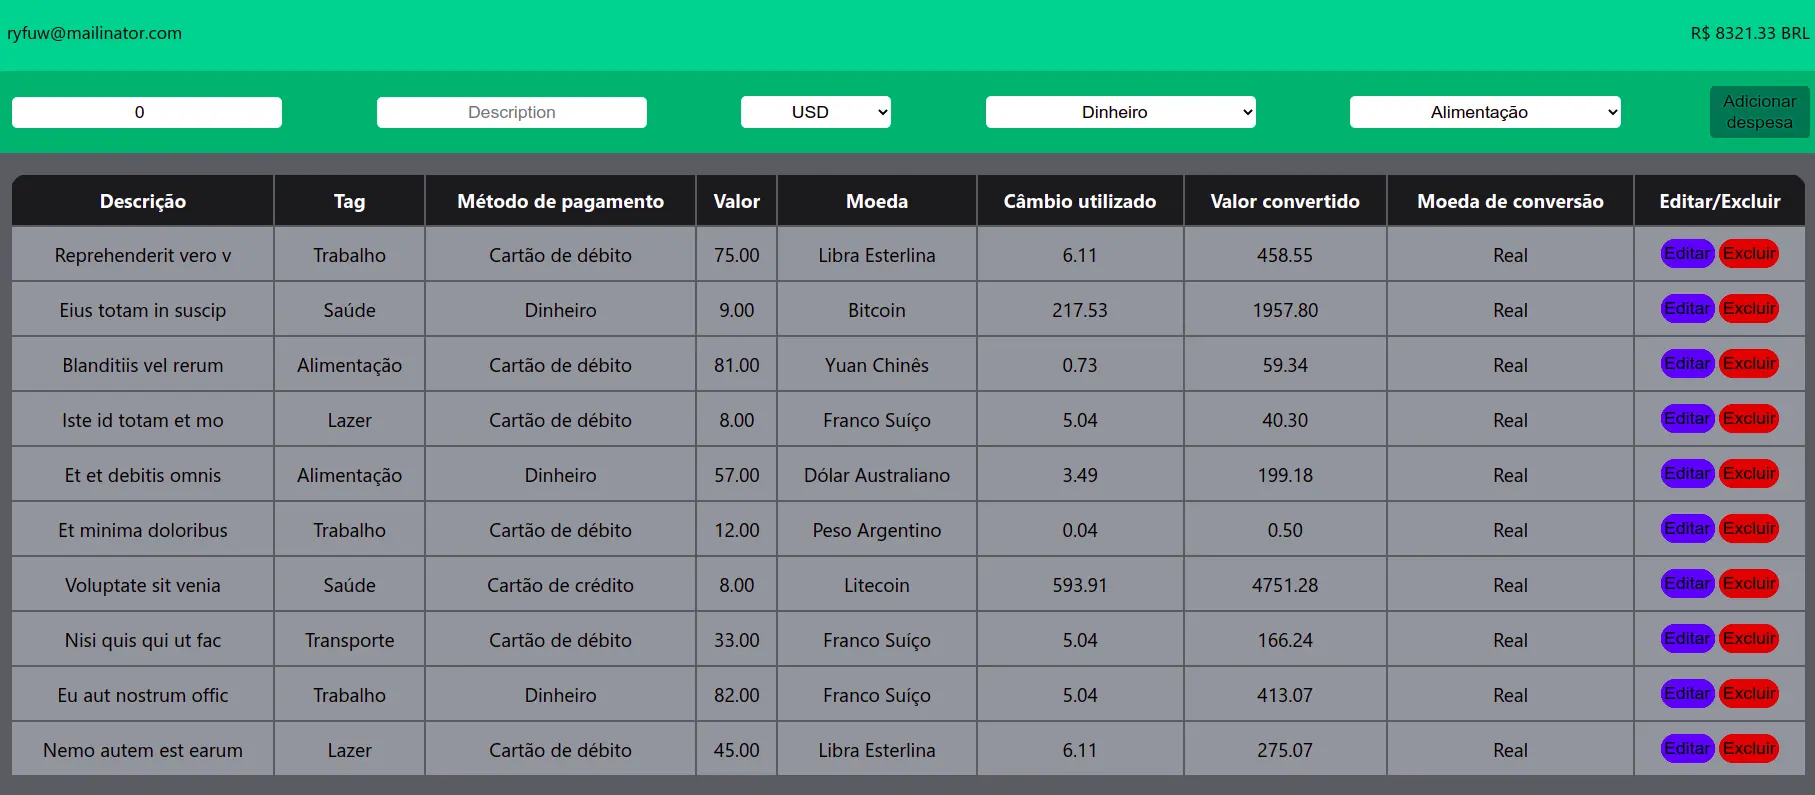 ryfuw@mailinator.com R$ 8321.33 BRL
0 Description USD Dinheiro Alimentação Adicionar
despesa
Descrição Tag Método de pagamento Valor Moeda Câmbio utilizado Valor convertido Moeda de conversão Editar/Excluir
Reprehenderit vero v Trabalho Cartão de débito 75.00 Libra Esterlina 6.11 458.55 Real Editar Excluir
Eius totam in suscip Saúde Dinheiro 9.00 Bitcoin 217.53 1957.80 Real Editar Excluir
Blanditiis vel rerum Alimentação Cartão de débito 81.00 Yuan Chinês 0.73 59.34 Real Editar Excluir
Iste id totam et mo Lazer Cartão de débito 8.00 Franco Suíço 5.04 40.30 Real Editar Excluir
Et et debitis omnis Alimentação Dinheiro 57.00 Dólar Australiano 3.49 199.18 Real Editar Excluir
Et minima doloribus Trabalho Cartão de débito 12.00 Peso Argentino 0.04 0.50 Real Editar Excluir
Voluptate sit venia Saúde Cartão de crédito 8.00 Litecoin 593.91 4751.28 Real Editar Excluir
Nisi quis qui ut fac Transporte Cartão de débito 33.00 Franco Suíço 5.04 166.24 Real Editar Excluir
Eu aut nostrum offic Trabalho Dinheiro 82.00 Franco Suíço 5.04 413.07 Real Editar Excluir
Nemo autem est earum Lazer Cartão de débito 45.00 Libra Esterlina 6.11 275.07 Real Editar Excluir